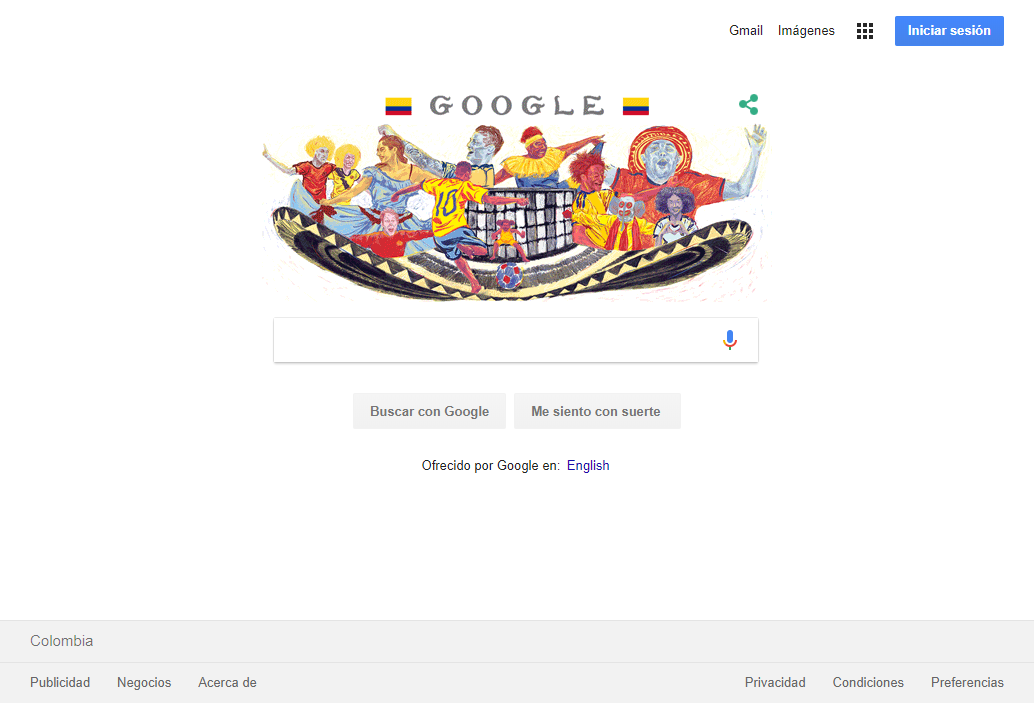 Gmail Imágenes Iniciar sesión
GOOGLE
10
Buscar con Google Me siento con suerte
Ofrecido por Google en: English
Colombia
Publicidad Negocios Acerca de Privacidad Condiciones Preferencias